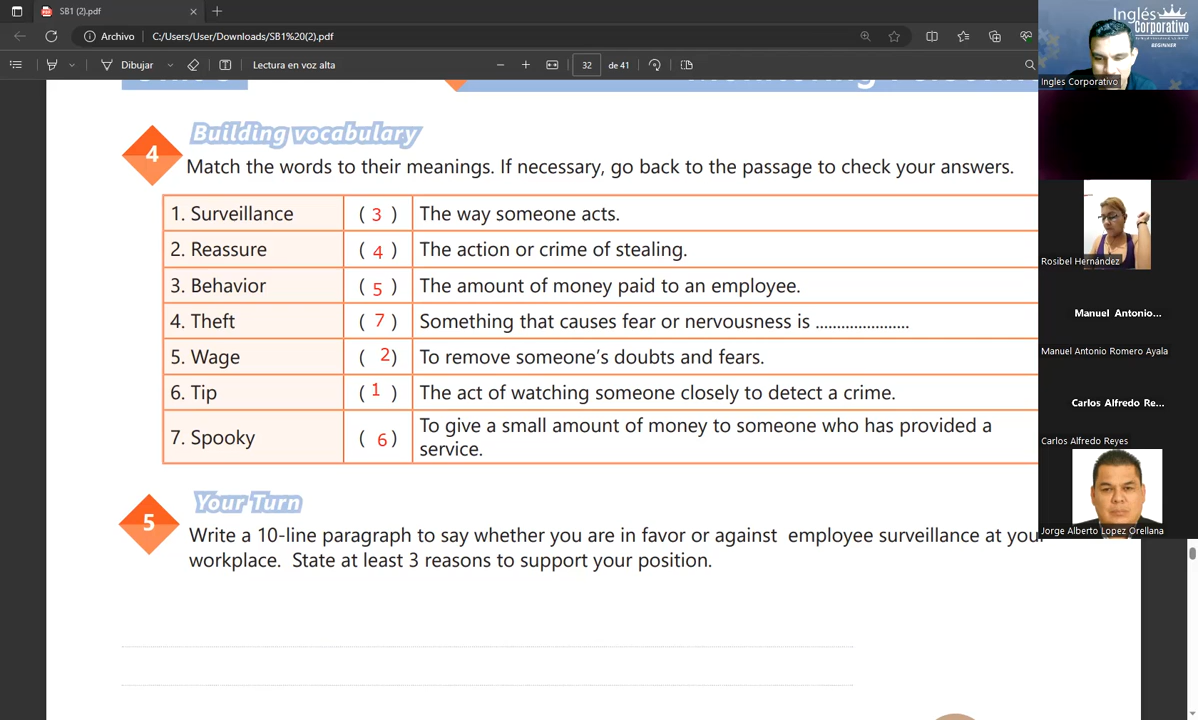 SB1 (2).pdf
Archivo
C:/Users/User/Downloads/SB1%20(2).pdf
Dibujar
Lectura en voz alta
32
de 41
Building vocabulary
4
Match the words to their meanings. If necessary, go back to the passage to check your answers.
1. Surveillance ( 3 ) The way someone acts.
2. Reassure ( 4 ) The action or crime of stealing.
3. Behavior ( 5 ) The amount of money paid to an employee.
4. Theft ( 7 ) Something that causes fear or nervousness is ......................
5. Wage ( 2 ) To remove someone's doubts and fears.
6. Tip ( 1 ) The act of watching someone closely to detect a crime.
7. Spooky ( 6 ) To give a small amount of money to someone who has provided a
service.
Your Turn
5
Write a 10-line paragraph to say whether you are in favor or against employee surveillance at your
workplace. State at least 3 reasons to support your position.
Inglés
Corporativo
BEGINNER
Ingles Corporativo
Rosibel Hernández
Manuel Antonio...
Manuel Antonio Romero Ayala
Carlos Alfredo Re...
Carlos Alfredo Reyes
Jorge Alberto Lopez Orellana